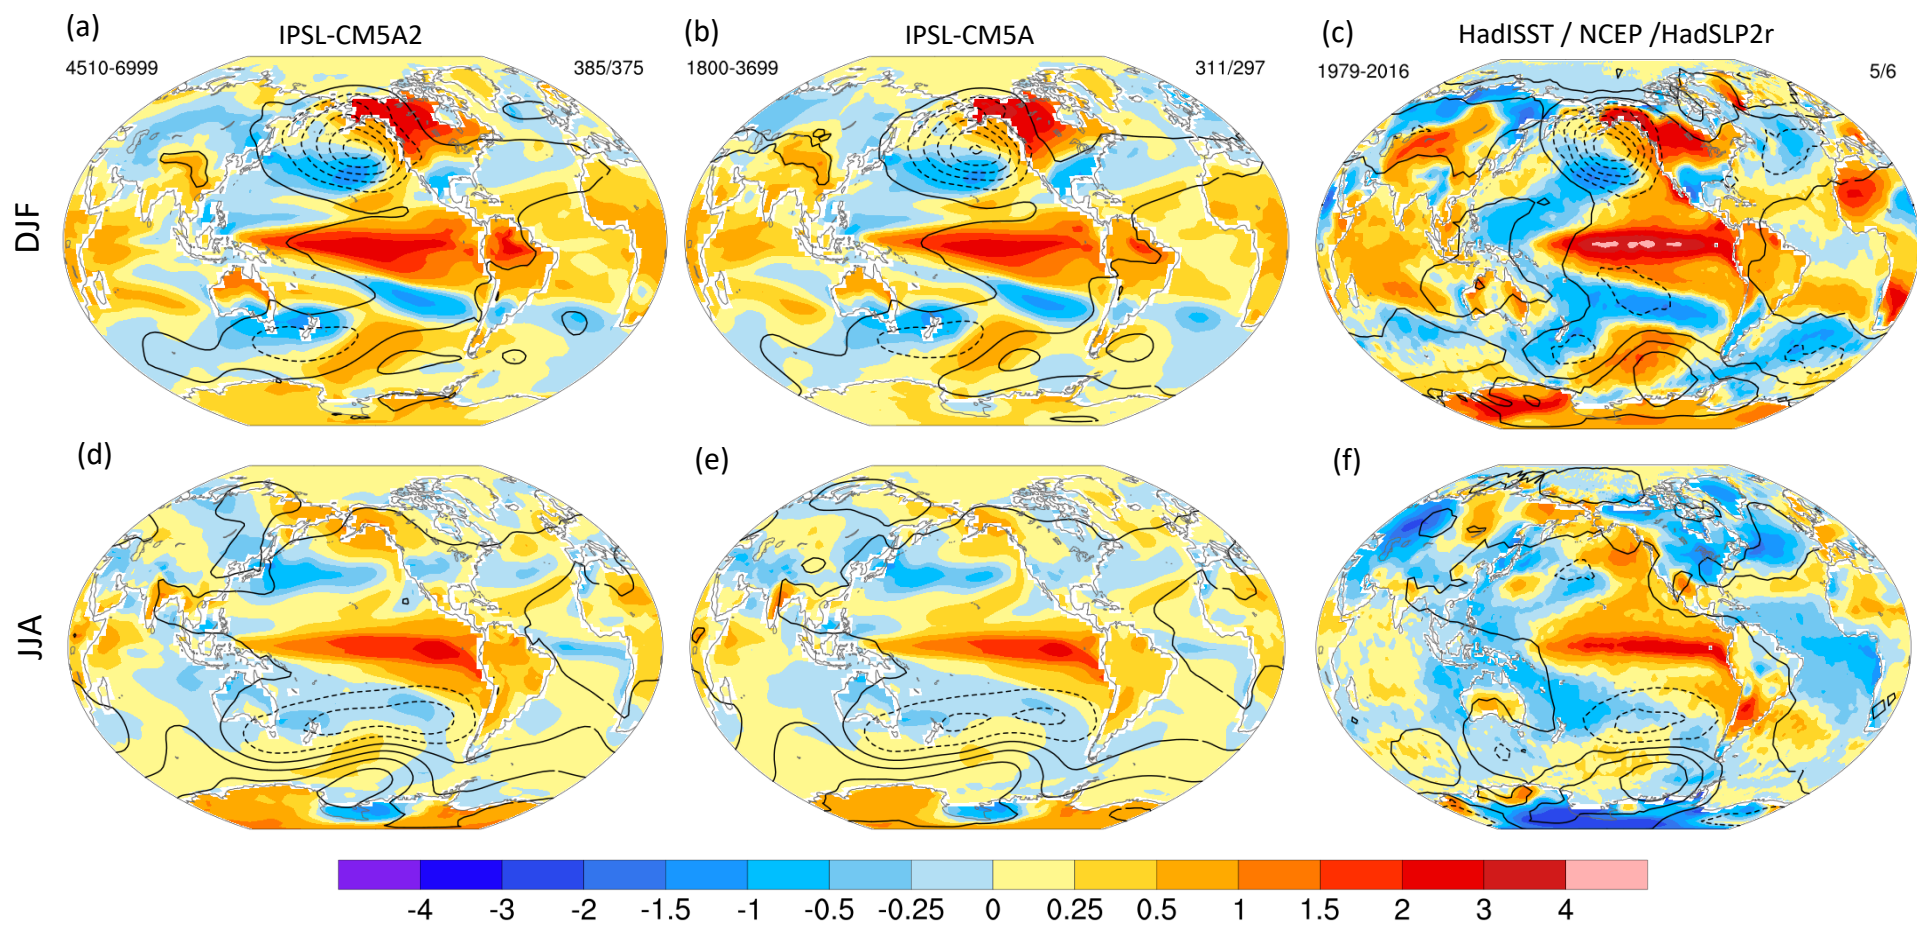 (a) IPSL-CM5A2
4510-6999 385/375
(b) IPSL-CM5A
1800-3699 311/297
(c) HadISST / NCEP /HadSLP2r
1979-2016 5/6
DJF
(d) (e) (f)
JJA
-4 -3 -2 -1.5 -1 -0.5 -0.25 0 0.25 0.5 1 1.5 2 3 4